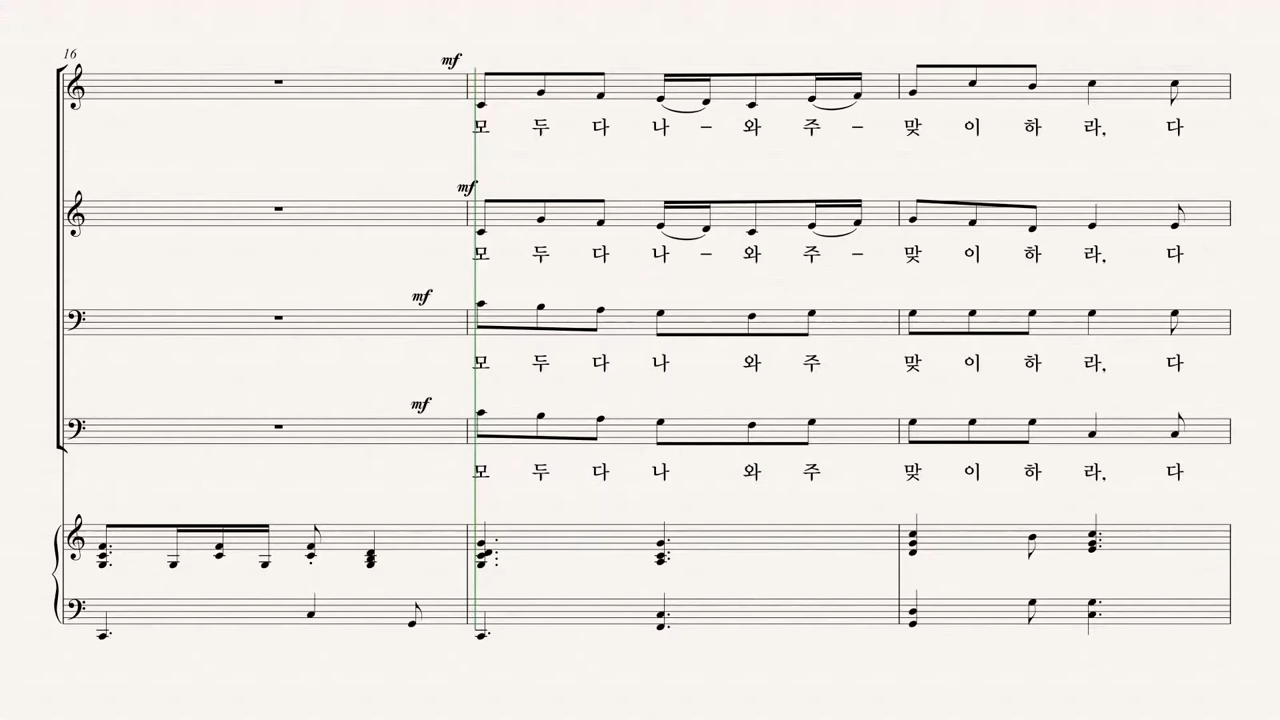 16
mf
모 두 다 나 – 와 주 – 맞 이 하 라, 다
mf
모 두 다 나 – 와 주 – 맞 이 하 라, 다
mf
모 두 다 나 와 주 맞 이 하 라, 다
mf
모 두 다 나 와 주 맞 이 하 라, 다